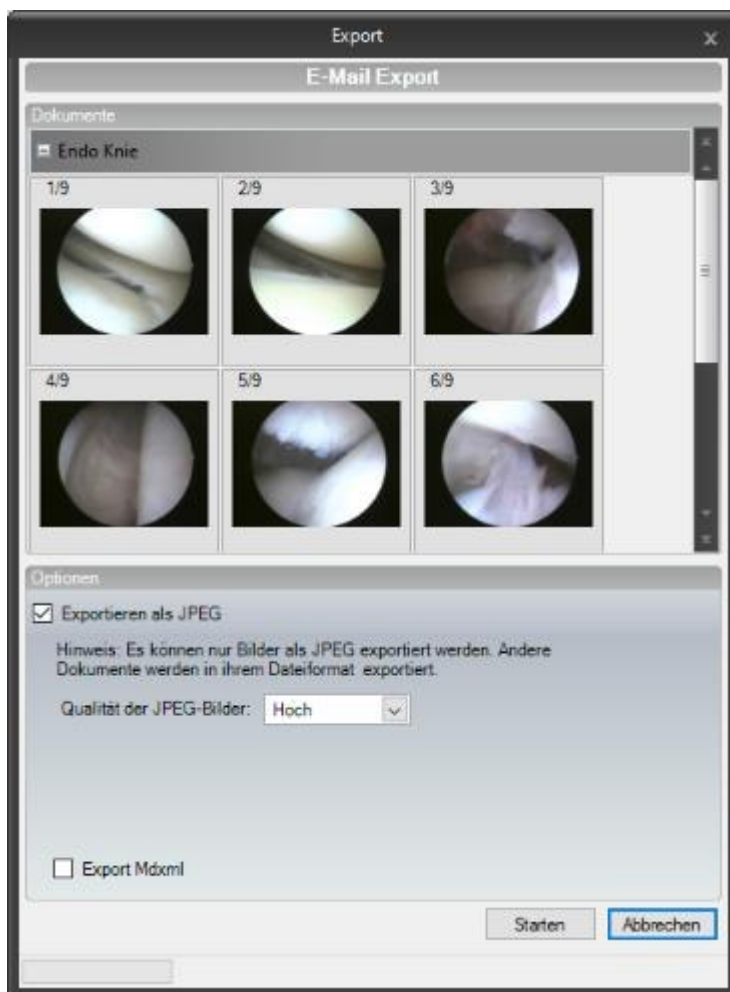 Export
E-Mail Export
Dokumente
Endo Knie
1/9
2/9
3/9
4/9
5/9
6/9
Optionen
Exportieren als JPEG
Hinweis: Es können nur Bilder als JPEG exportiert werden. Andere
Dokumente werden in ihrem Dateiformat exportiert.
Qualität der JPEG-Bilder: Hoch
Export Mdxml
Starten Abbrechen